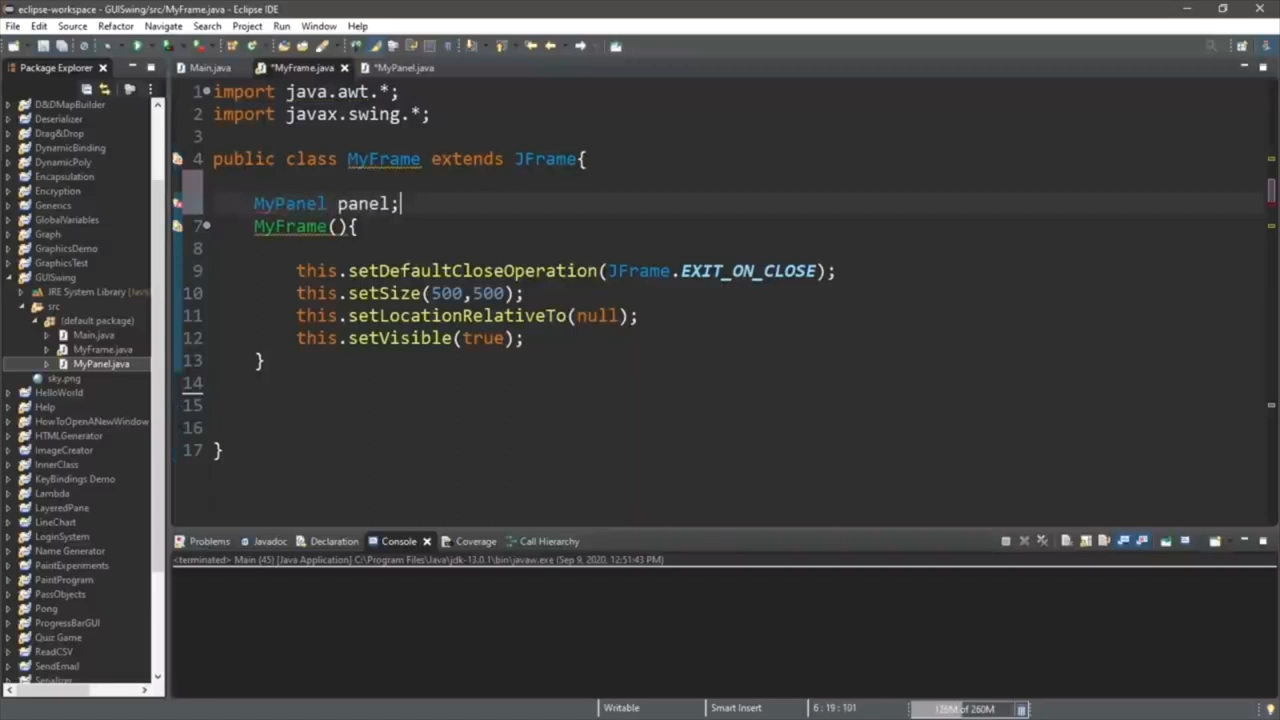 eclipse-workspace - GUISwing/src/MyFrame.java - Eclipse IDE
File Edit Source Refactor Navigate Search Project Run Window Help
Package Explorer
Main.java *MyFrame.java *MyPanel.java
D&DMapBuilder
Deserializer
Drag&Drop
DynamicBinding
DynamicPoly
Encapsulation
Encryption
Generics
GlobalVariables
Graph
GraphicsDemo
GraphicsTest
GUISwing
JRE System Library
src
(default package)
Main.java
MyFrame.java
MyPanel.java
sky.png
HelloWorld
Help
HowToOpenANewWindow
HTMLGenerator
ImageCreator
InnerClass
KeyBindings Demo
Lambda
LayeredPane
LineChart
LoginSystem
Name Generator
PaintExperiments
PaintProgram
PassObjects
Pong
ProgressBarGUI
Quiz Game
ReadCSV
SendEmail
Serializer
1 import java.awt.*;
2 import javax.swing.*;
3
4 public class MyFrame extends JFrame{
MyPanel panel;
7 MyFrame(){
8
9 this.setDefaultCloseOperation(JFrame.EXIT_ON_CLOSE);
10 this.setSize(500,500);
11 this.setLocationRelativeTo(null);
12 this.setVisible(true);
13 }
14
15
16
17 }
Problems Javadoc Declaration Console Coverage Call Hierarchy
<terminated> Main (45) [Java Application] C:\Program Files\Java\jdk-13.0.1\bin\javaw.exe (Sep 9, 2020, 12:51:43 PM)
Writable Smart Insert 6 : 19 : 101 of 260M